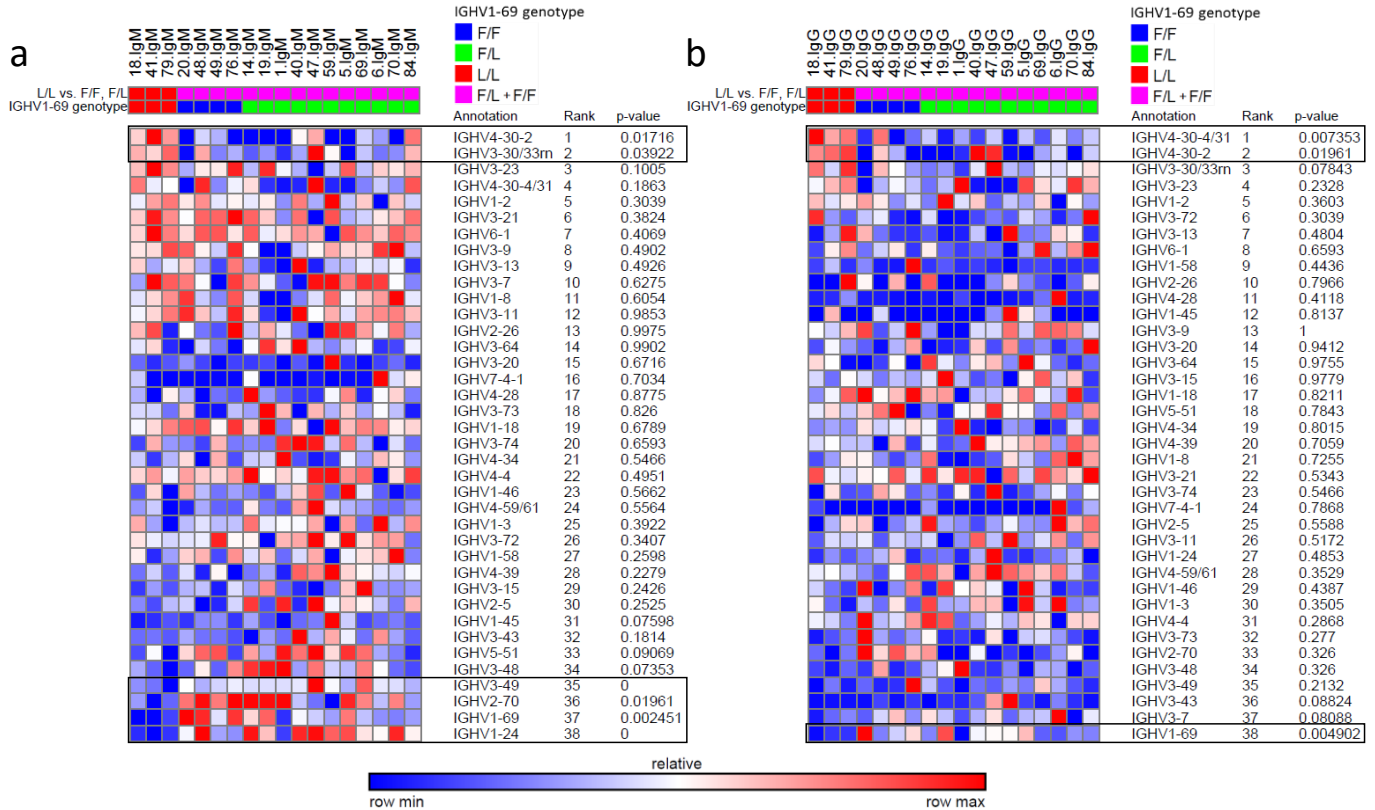 a
18.IgM
41.IgM
79.IgM
20.IgM
48.IgM
49.IgM
76.IgM
14.IgM
19.IgM
1.IgM
40.IgM
47.IgM
59.IgM
5.IgM
69.IgM
6.IgM
70.IgM
84.IgM
IGHV1-69 genotype
F/F
F/L
L/L
F/L + F/F
L/L vs. F/F, F/L
IGHV1-69 genotype
Annotation Rank p-value
IGHV4-30-2 1 0.01716
IGHV3-30/33rn 2 0.03922
IGHV3-23 3 0.1005
IGHV4-30-4/31 4 0.1863
IGHV1-2 5 0.3039
IGHV3-21 6 0.3824
IGHV6-1 7 0.4069
IGHV3-9 8 0.4902
IGHV3-13 9 0.4926
IGHV3-7 10 0.6275
IGHV1-8 11 0.6054
IGHV3-11 12 0.9853
IGHV2-26 13 0.9975
IGHV3-64 14 0.9902
IGHV3-20 15 0.6716
IGHV7-4-1 16 0.7034
IGHV4-28 17 0.8775
IGHV3-73 18 0.826
IGHV1-18 19 0.6789
IGHV3-74 20 0.6593
IGHV4-34 21 0.5466
IGHV4-4 22 0.4951
IGHV1-46 23 0.5662
IGHV4-59/61 24 0.5564
IGHV1-3 25 0.3922
IGHV3-72 26 0.3407
IGHV1-58 27 0.2598
IGHV4-39 28 0.2279
IGHV3-15 29 0.2426
IGHV2-5 30 0.2525
IGHV1-45 31 0.07598
IGHV3-43 32 0.1814
IGHV5-51 33 0.09069
IGHV3-48 34 0.07353
IGHV3-49 35 0
IGHV2-70 36 0.01961
IGHV1-69 37 0.002451
IGHV1-24 38 0
b
18.IgG
41.IgG
79.IgG
20.IgG
48.IgG
49.IgG
76.IgG
14.IgG
19.IgG
1.IgG
40.IgG
47.IgG
59.IgG
5.IgG
69.IgG
6.IgG
70.IgG
84.IgG
IGHV1-69 genotype
F/F
F/L
L/L
F/L + F/F
L/L vs. F/F, F/L
IGHV1-69 genotype
Annotation Rank p-value
IGHV4-30-4/31 1 0.007353
IGHV4-30-2 2 0.01961
IGHV3-30/33rn 3 0.07843
IGHV3-23 4 0.2328
IGHV1-2 5 0.3603
IGHV3-72 6 0.3039
IGHV3-13 7 0.4804
IGHV6-1 8 0.6593
IGHV1-58 9 0.4436
IGHV2-26 10 0.7966
IGHV4-28 11 0.4118
IGHV1-45 12 0.8137
IGHV3-9 13 1
IGHV3-20 14 0.9412
IGHV3-64 15 0.9755
IGHV3-15 16 0.9779
IGHV1-18 17 0.8211
IGHV5-51 18 0.7843
IGHV4-34 19 0.8015
IGHV4-39 20 0.7059
IGHV1-8 21 0.7255
IGHV3-21 22 0.5343
IGHV3-74 23 0.5466
IGHV7-4-1 24 0.7868
IGHV2-5 25 0.5588
IGHV3-11 26 0.5172
IGHV1-24 27 0.4853
IGHV4-59/61 28 0.3529
IGHV1-46 29 0.4387
IGHV1-3 30 0.3505
IGHV4-4 31 0.2868
IGHV3-73 32 0.277
IGHV2-70 33 0.326
IGHV3-48 34 0.326
IGHV3-49 35 0.2132
IGHV3-43 36 0.08824
IGHV3-7 37 0.08088
IGHV1-69 38 0.004902
relative
row min row max